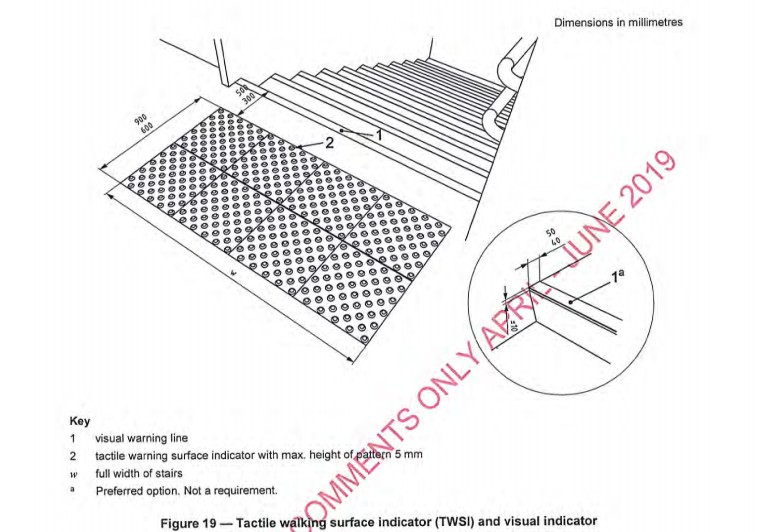 Dimensions in millimetres
900
600
500
300
1
2
w
50
40
1a
≤10
COMMENTS ONLY APRIL - JUNE 2019
Key
1 visual warning line
2 tactile warning surface indicator with max. height of pattern 5 mm
w full width of stairs
a Preferred option. Not a requirement.
Figure 19 — Tactile walking surface indicator (TWSI) and visual indicator